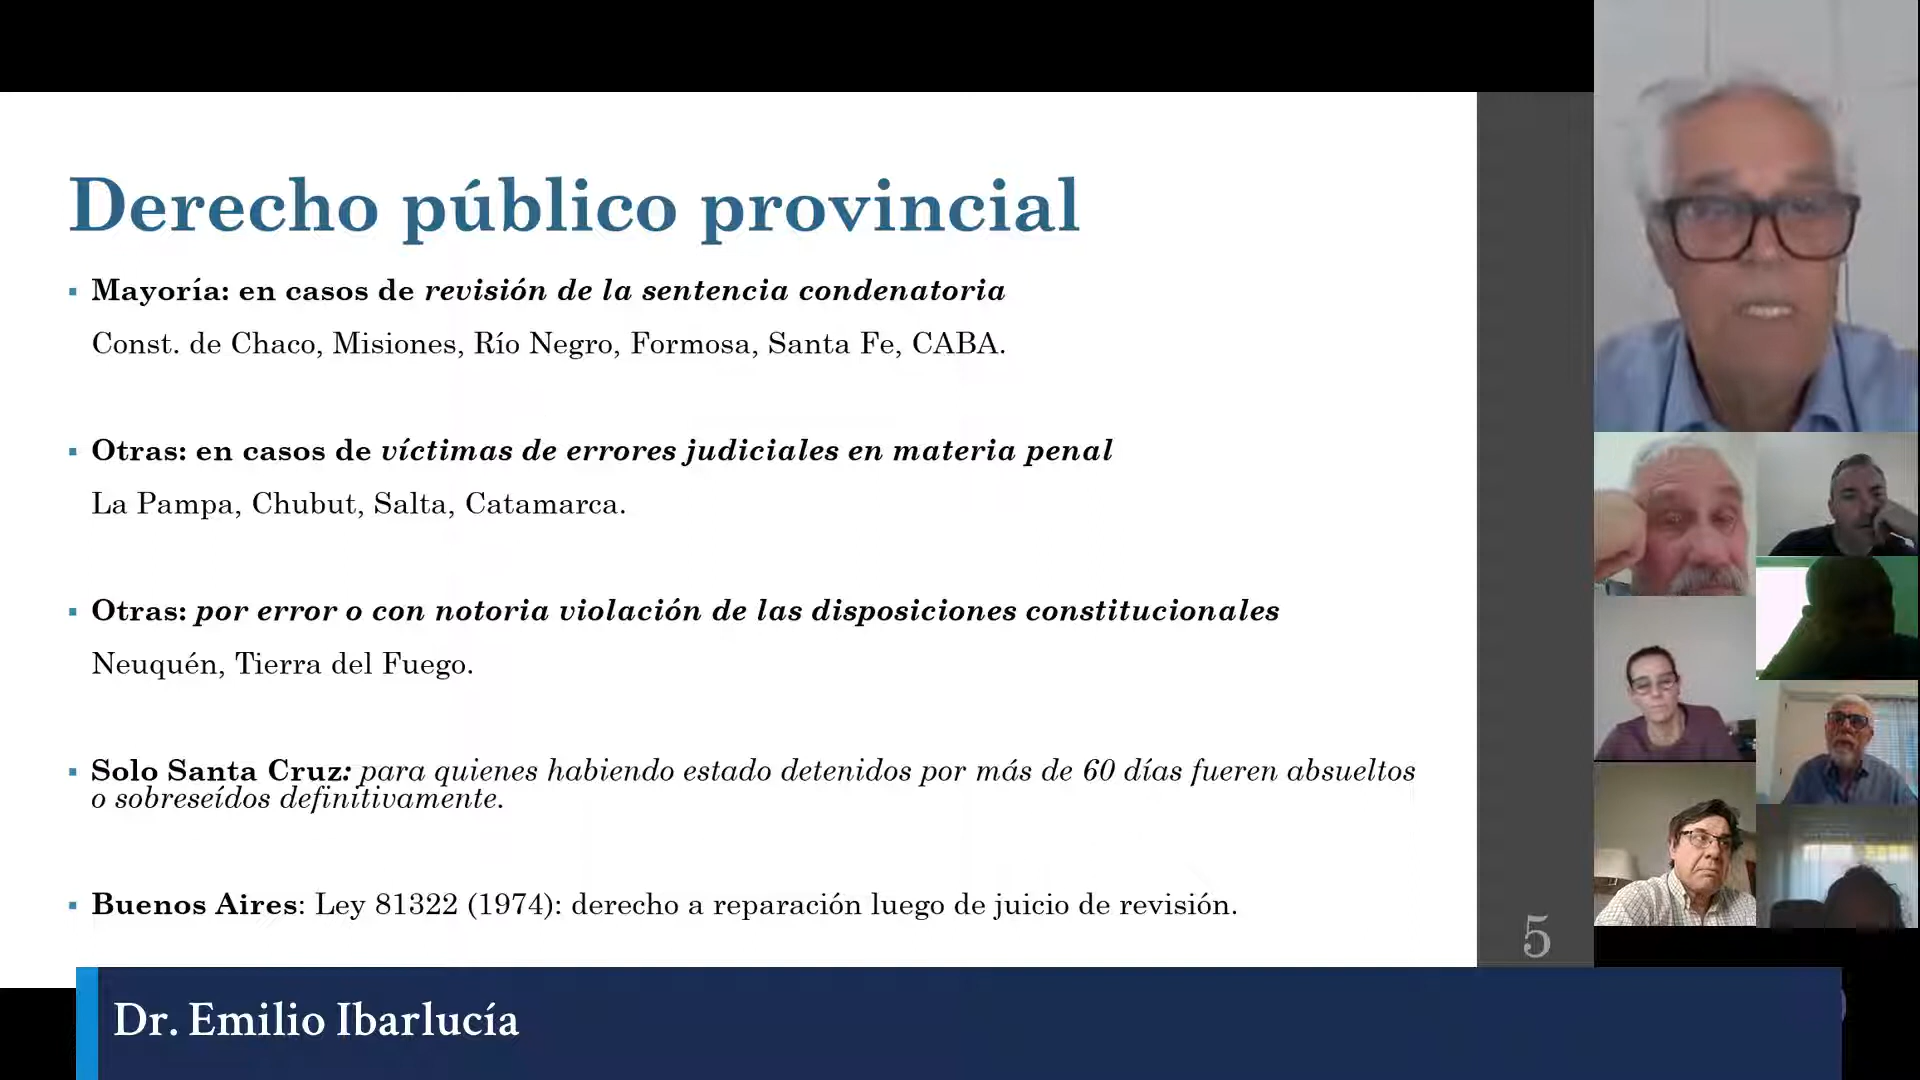 Derecho público provincial
▪ Mayoría: en casos de revisión de la sentencia condenatoria
Const. de Chaco, Misiones, Río Negro, Formosa, Santa Fe, CABA.
▪ Otras: en casos de víctimas de errores judiciales en materia penal
La Pampa, Chubut, Salta, Catamarca.
▪ Otras: por error o con notoria violación de las disposiciones constitucionales
Neuquén, Tierra del Fuego.
▪ Solo Santa Cruz: para quienes habiendo estado detenidos por más de 60 días fueren absueltos
o sobreseídos definitivamente.
▪ Buenos Aires: Ley 81322 (1974): derecho a reparación luego de juicio de revisión.
5
Dr. Emilio Ibarlucía